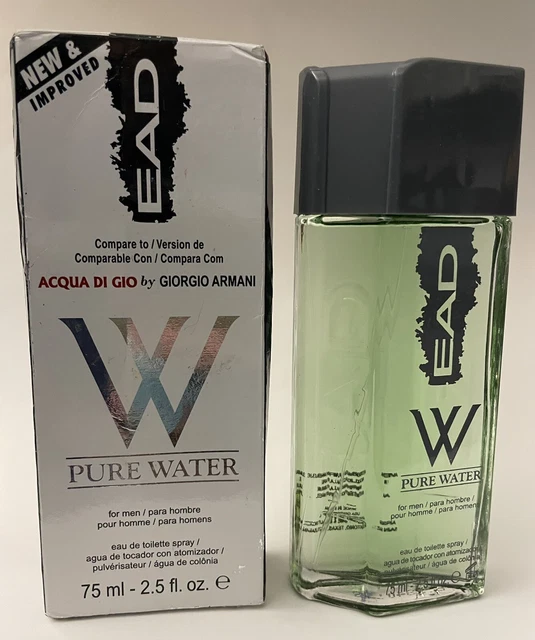 NEW &
IMPROVED
EAD
Compare to / Version de
Comparable Con / Compara Com
ACQUA DI GIO by GIORGIO ARMANI
W
PURE WATER
for men / para hombre
pour homme / para homens
eau de toilette spray /
agua de tocador con atomizador /
pulvérisateur / água de colônia
75 ml - 2.5 fl. oz. e
EAD
W
PURE WATER
for men / para hombre /
pour homme / para homens
eau de toilette spray /
agua de tocador con atomizador
pulvérisateur / água de colônia